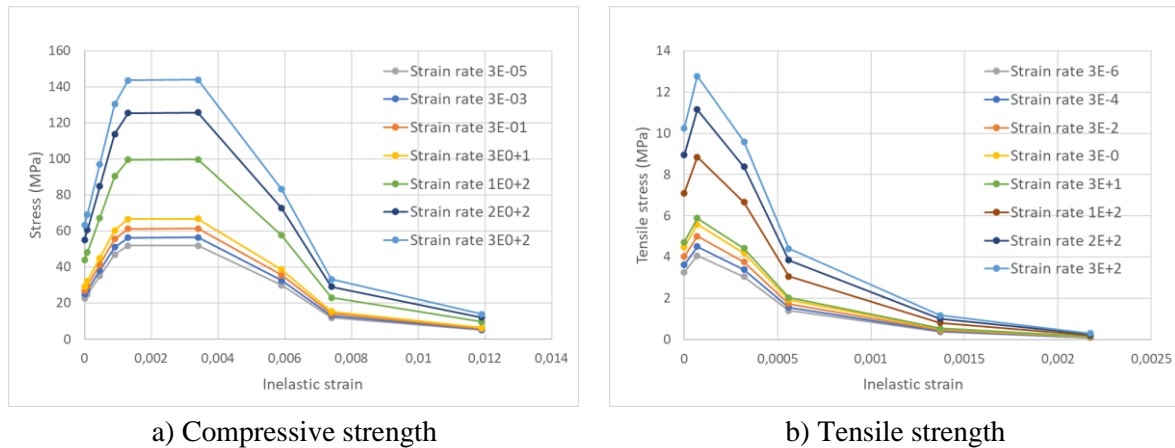 160
140
120
100
80
60
40
20
0
Stress (MPa)
0
0,002
0,004
0,006
0,008
0,01
0,012
0,014
Inelastic strain
Strain rate 3E-05
Strain rate 3E-03
Strain rate 3E-01
Strain rate 3E0+1
Strain rate 1E0+2
Strain rate 2E0+2
Strain rate 3E0+2
a) Compressive strength
14
12
10
8
6
4
2
0
Tensile stress (MPa)
0
0,0005
0,001
0,0015
0,002
0,0025
Inelastic strain
Strain rate 3E-6
Strain rate 3E-4
Strain rate 3E-2
Strain rate 3E-0
Strain rate 3E+1
Strain rate 1E+2
Strain rate 2E+2
Strain rate 3E+2
b) Tensile strength